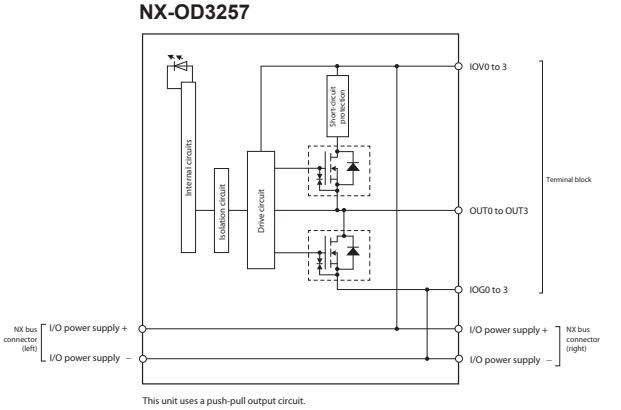 NX-OD3257
IOV0 to 3
Short-circuit
protection
Internal circuits
Isolation circuit
Drive circuit
Terminal block
OUT0 to OUT3
IOG0 to 3
NX bus
connector
(left)
I/O power supply +
I/O power supply −
I/O power supply +
I/O power supply −
NX bus
connector
(right)
This unit uses a push-pull output circuit.